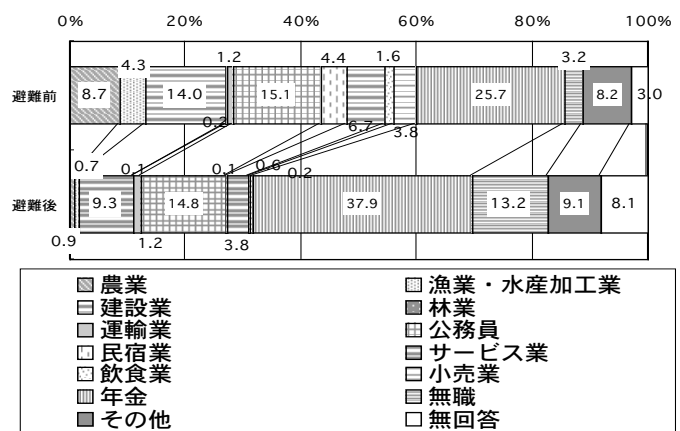 0% 20% 40% 60% 80% 100%
4.3 1.2 4.4 1.6 3.2
避難前 8.7 14.0 15.1 25.7 8.2 3.0
0.2 6.7 3.8
0.7 0.1 0.1 0.6 0.2
避難後 9.3 14.8 37.9 13.2 9.1 8.1
0.9 1.2 3.8
農業 漁業・水産加工業
建設業 林業
運輸業 公務員
民宿業 サービス業
飲食業 小売業
年金 無職
その他 無回答